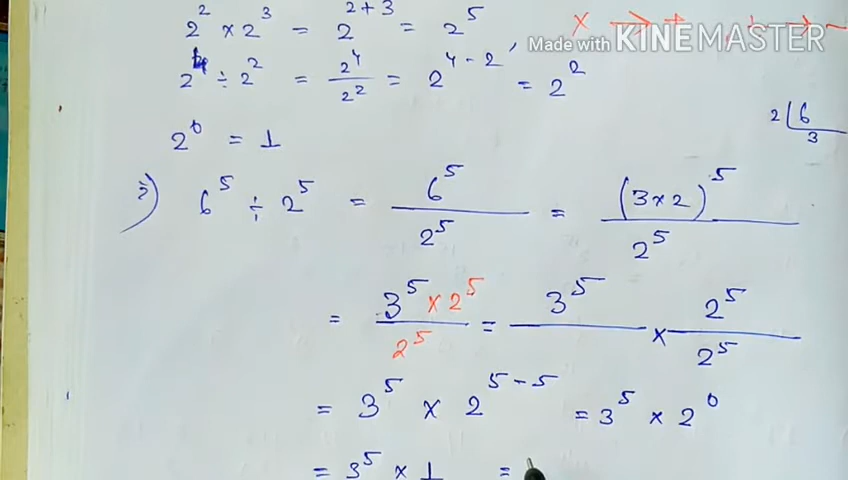 2² × 2³ = 2²⁺³ = 2⁵
× → + , ÷ → −
Made with KINEMASTER
2⁴ ÷ 2² = 2⁴/2² = 2⁴⁻² = 2²
2 | 6
3
2⁰ = 1
ii) 6⁵ ÷ 2⁵ = 6⁵/2⁵ = (3×2)⁵/2⁵
= 3⁵ × 2⁵/2⁵ = 3⁵/ × 2⁵/2⁵
= 3⁵ × 2⁵⁻⁵ = 3⁵ × 2⁰
= 3⁵ × 1 =